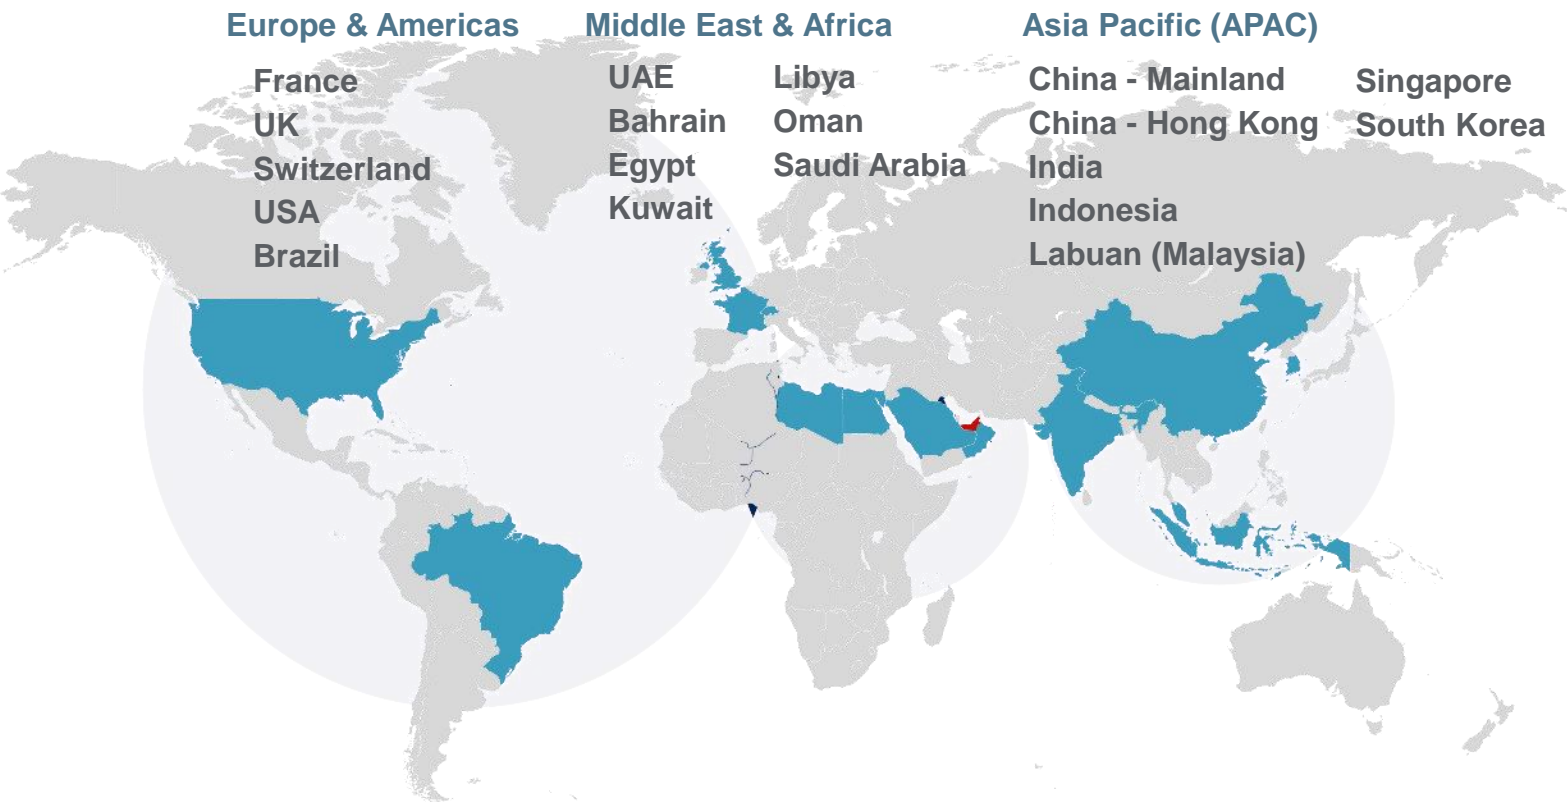 Europe & Americas
France
UK
Switzerland
USA
Brazil
Middle East & Africa
UAE
Bahrain
Egypt
Kuwait
Libya
Oman
Saudi Arabia
Asia Pacific (APAC)
China - Mainland
China - Hong Kong
India
Indonesia
Labuan (Malaysia)
Singapore
South Korea